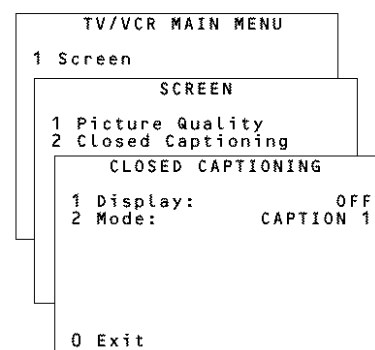 TV/VCR MAIN MENU
1 Screen
SCREEN
1 Picture Quality
2 Closed Captioning
CLOSED CAPTIONING
1 Display: OFF
2 Mode: CAPTION 1
0 Exit